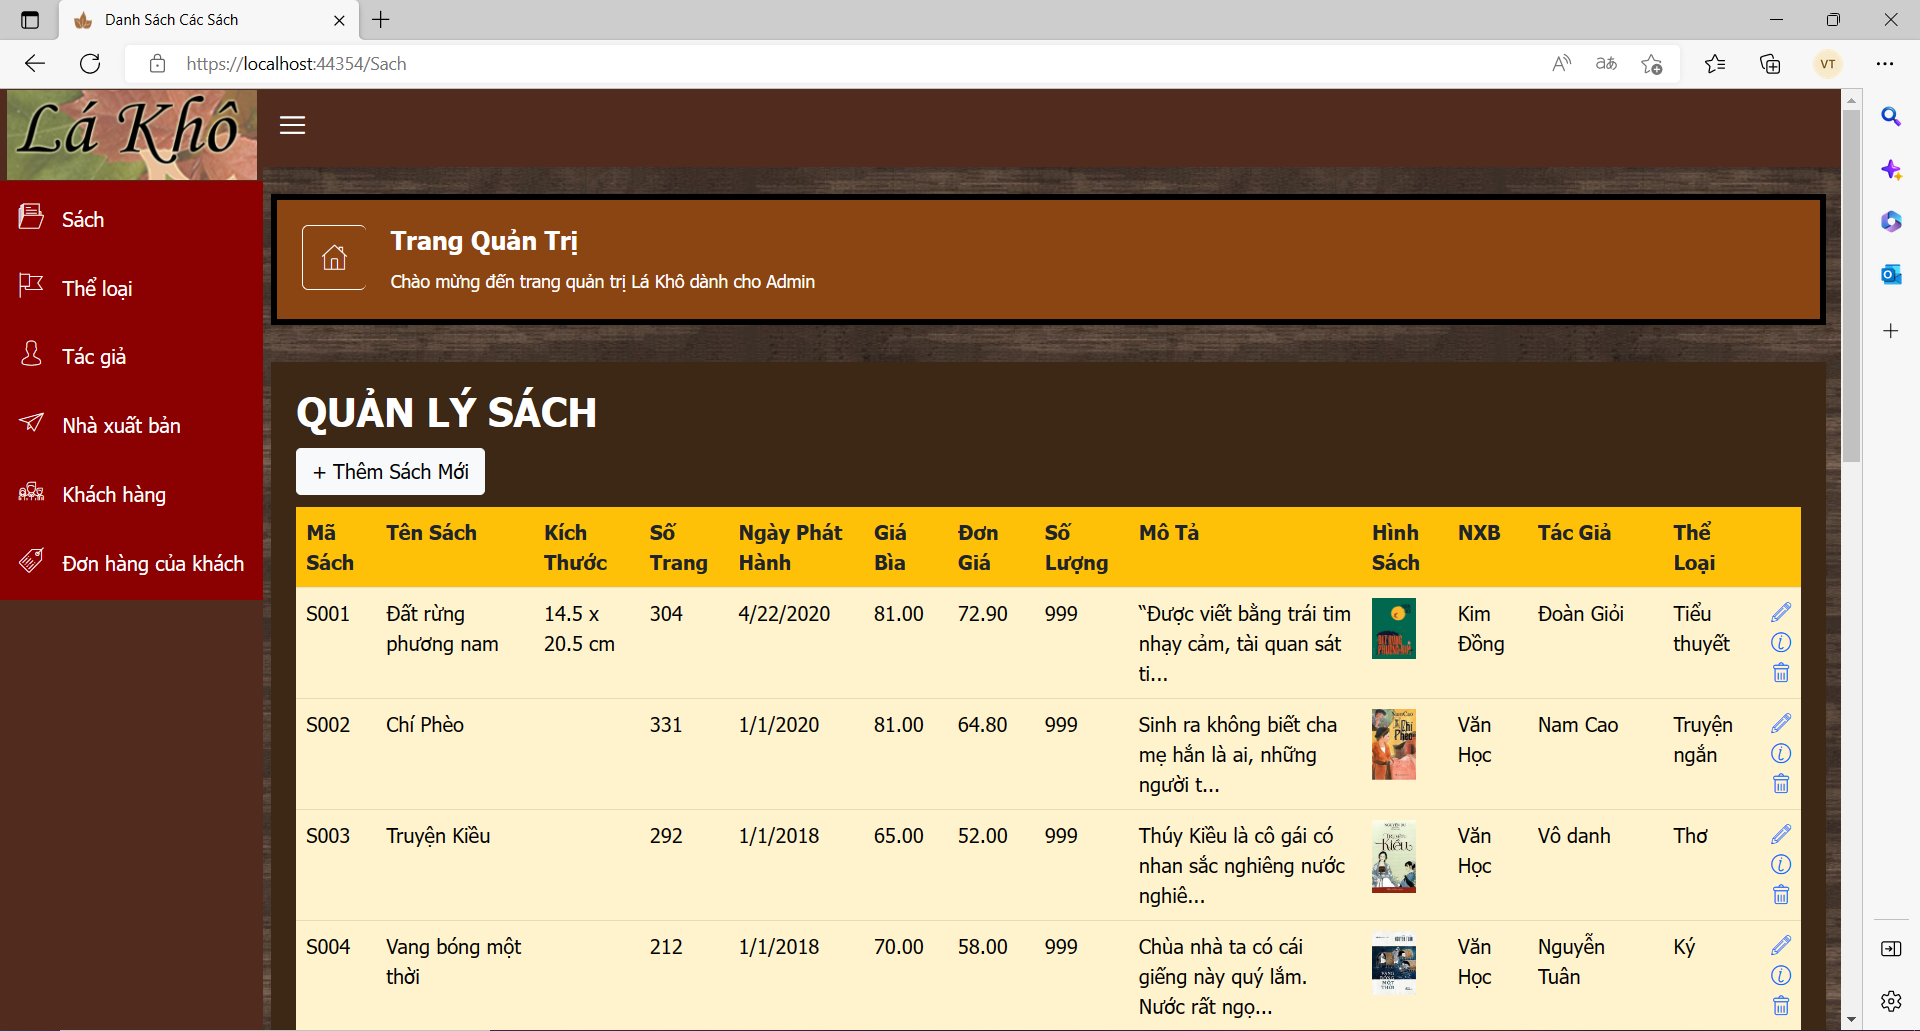 Danh Sách Các Sách
https://localhost:44354/Sach
VT
Lá Khô
Sách
Thể loại
Tác giả
Nhà xuất bản
Khách hàng
Đơn hàng của khách
Trang Quản Trị
Chào mừng đến trang quản trị Lá Khô dành cho Admin
QUẢN LÝ SÁCH
+ Thêm Sách Mới
Mã Tên Sách Kích Số Ngày Phát Giá Đơn Số Mô Tả Hình NXB Tác Giả Thể
Sách Thước Trang Hành Bìa Giá Lượng Sách Loại
S001 Đất rừng 14.5 x 304 4/22/2020 81.00 72.90 999 “Được viết bằng trái tim Kim Đoàn Giỏi Tiểu
phương nam 20.5 cm nhạy cảm, tài quan sát Đồng thuyết
ti...
S002 Chí Phèo 331 1/1/2020 81.00 64.80 999 Sinh ra không biết cha Văn Nam Cao Truyện
mẹ hắn là ai, những Học ngắn
người t...
S003 Truyện Kiều 292 1/1/2018 65.00 52.00 999 Thúy Kiều là cô gái có Văn Vô danh Thơ
nhan sắc nghiêng nước Học
nghiê...
S004 Vang bóng một 212 1/1/2018 70.00 58.00 999 Chùa nhà ta có cái Văn Nguyễn Ký
thời giếng này quý lắm. Học Tuân
Nước rất ngọ...